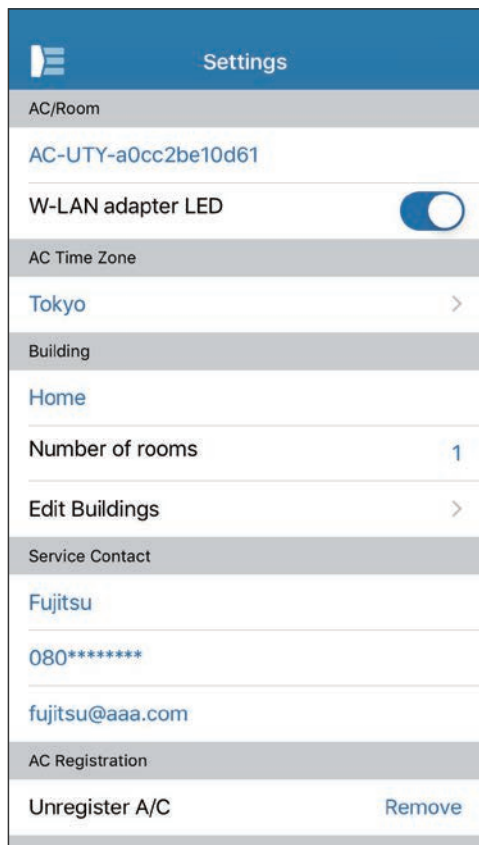 Settings
AC/Room
AC-UTY-a0cc2be10d61
W-LAN adapter LED
AC Time Zone
Tokyo
Building
Home
Number of rooms 1
Edit Buildings
Service Contact
Fujitsu
080********
fujitsu@aaa.com
AC Registration
Unregister A/C Remove